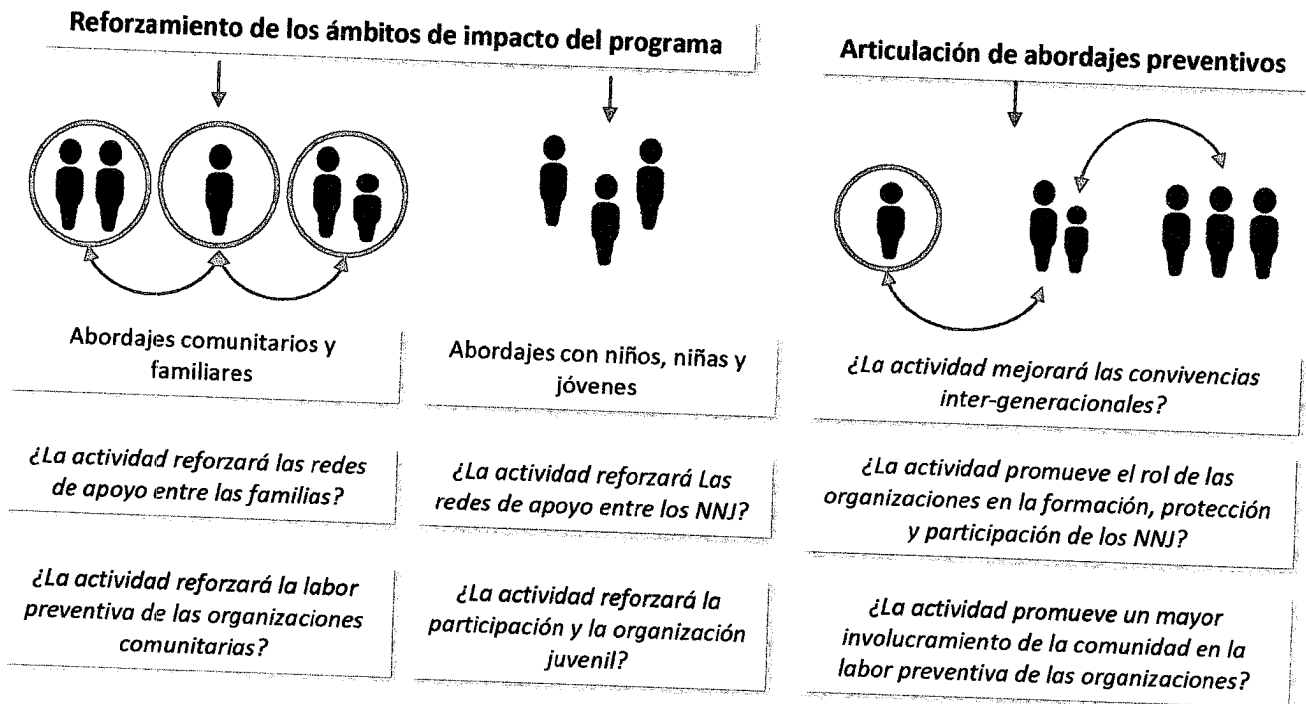 Reforzamiento de los ámbitos de impacto del programa
Articulación de abordajes preventivos
Abordajes comunitarios y
familiares
¿La actividad reforzará las redes
de apoyo entre las familias?
¿La actividad reforzará la labor
preventiva de las organizaciones
comunitarias?
Abordajes con niños, niñas y
jóvenes
¿La actividad reforzará Las
redes de apoyo entre los NNJ?
¿La actividad reforzará la
participación y la organización
juvenil?
¿La actividad mejorará las convivencias
inter-generacionales?
¿La actividad promueve el rol de las
organizaciones en la formación, protección
y participación de los NNJ?
¿La actividad promueve un mayor
involucramiento de la comunidad en la
labor preventiva de las organizaciones?